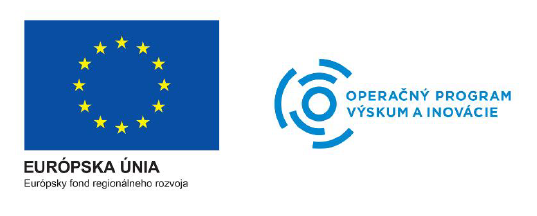 EURÓPSKA ÚNIA
Európsky fond regionálneho rozvoja
OPERAČNÝ PROGRAM
VÝSKUM A INOVÁCIE